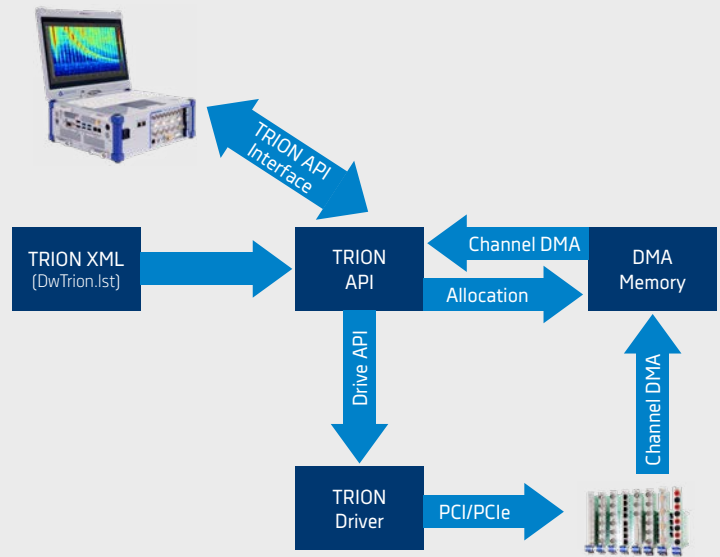 TRION API
Interface
TRION XML
(DwTrion.lst)
TRION
API
Channel DMA
Allocation
DMA
Memory
Drive API
Channel DMA
TRION
Driver
PCI/PCIe